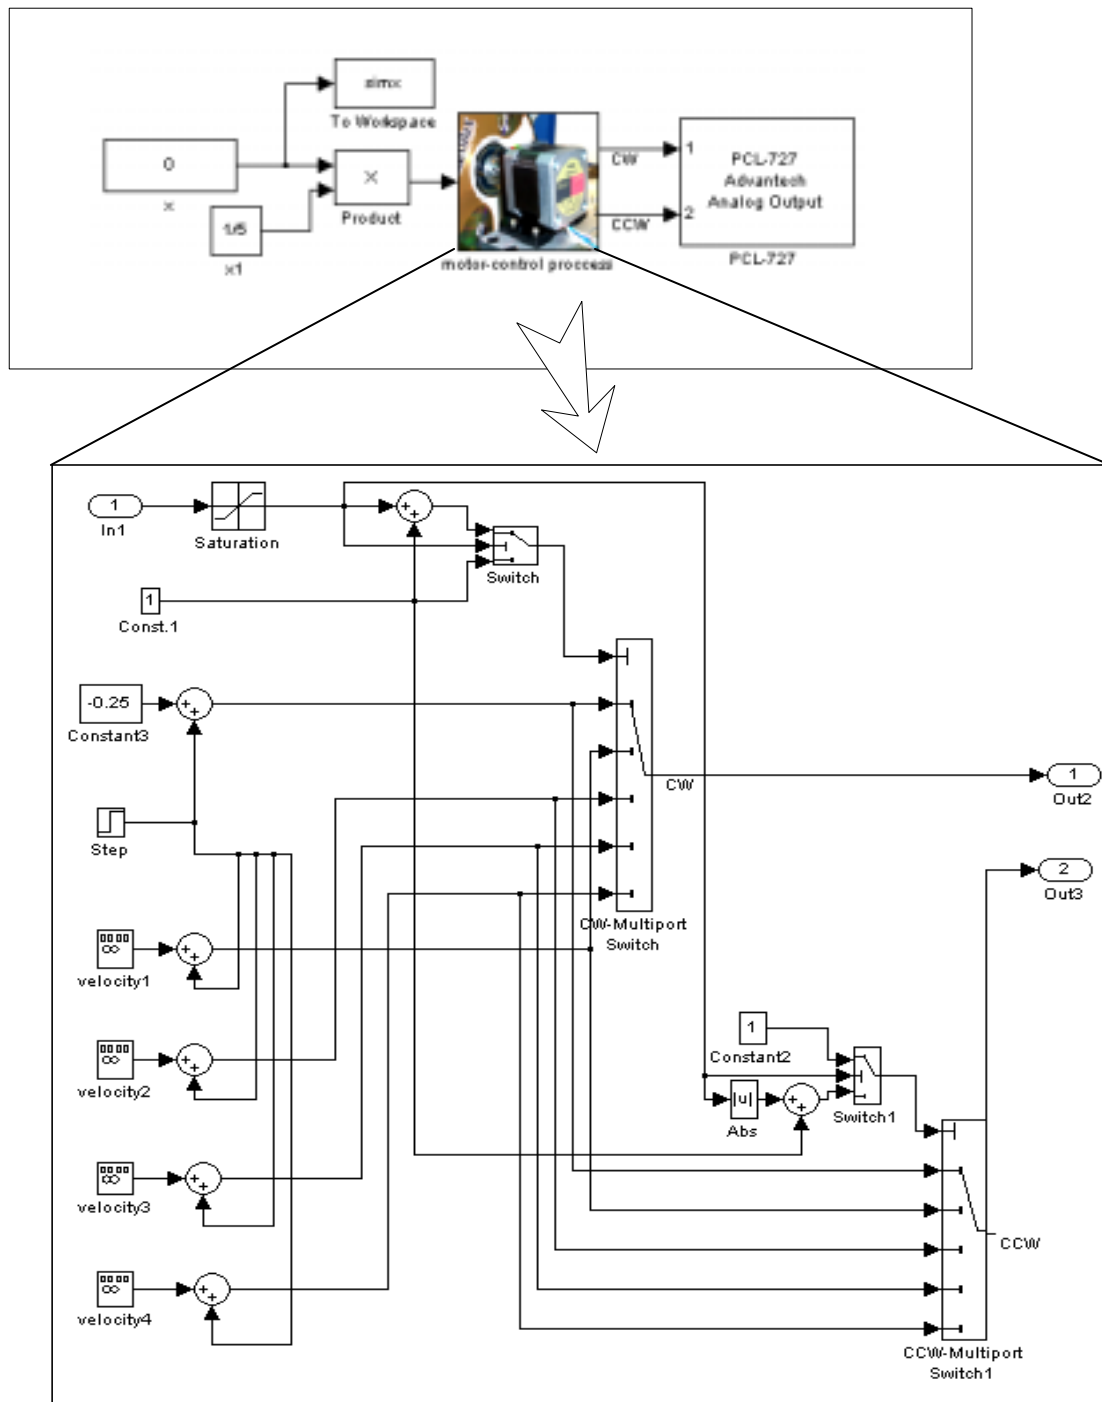 simx
To Workspace
0
x
X
Product
1/5
x1
motor-control proccess
CW
CCW
1
2
PCL-727
Advantech
Analog Output
PCL-727
1
In1
Saturation
Switch
1
Const.1
-0.25
Constant3
Step
CW
1
Out2
2
Out3
CW-Multiport
Switch
velocity1
velocity2
velocity3
velocity4
1
Constant2
|u|
Abs
Switch1
CCW
CCW-Multiport
Switch1